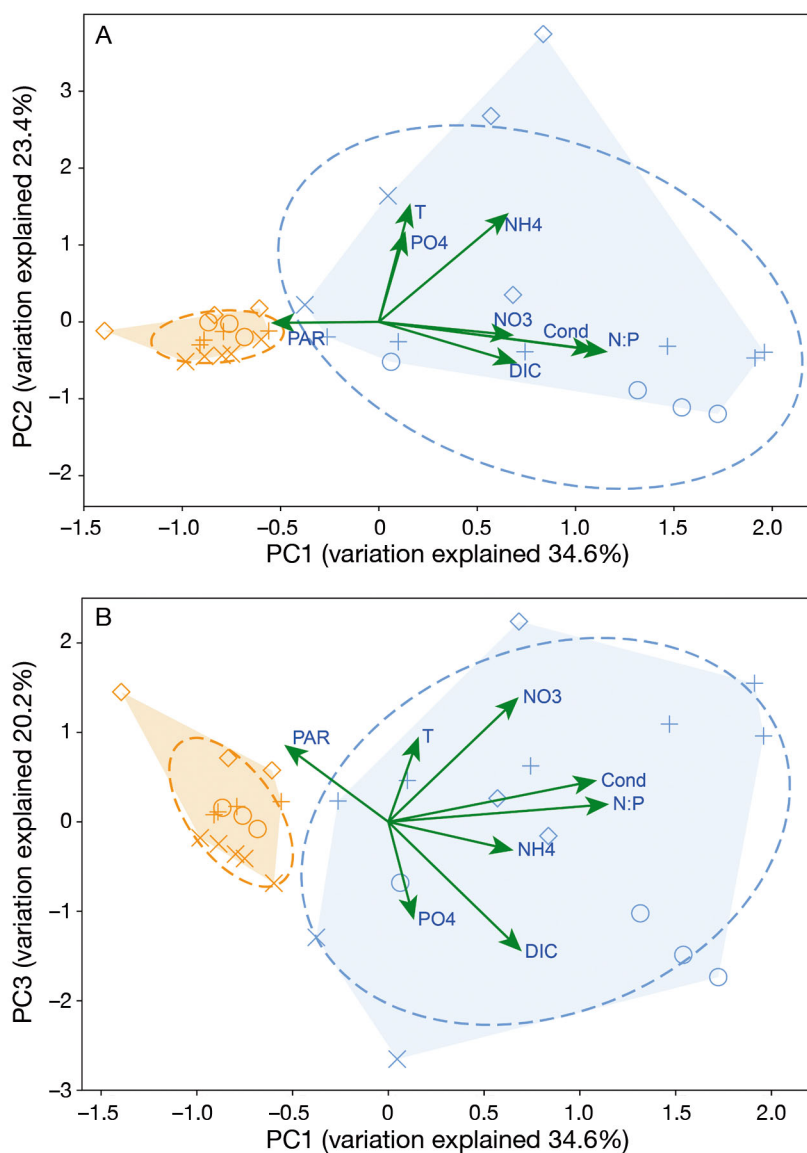 A
PC2 (variation explained 23.4%)
3
2
1
0
−1
−2
T
PO4
NH4
NO3
Cond
N:P
DIC
PAR
−1.5 −1.0 −0.5 0 0.5 1.0 1.5 2.0
PC1 (variation explained 34.6%)
B
PC3 (variation explained 20.2%)
2
1
0
−1
−2
−3
PAR
T
NO3
Cond
N:P
NH4
PO4
DIC
−1.5 −1.0 −0.5 0 0.5 1.0 1.5 2.0
PC1 (variation explained 34.6%)